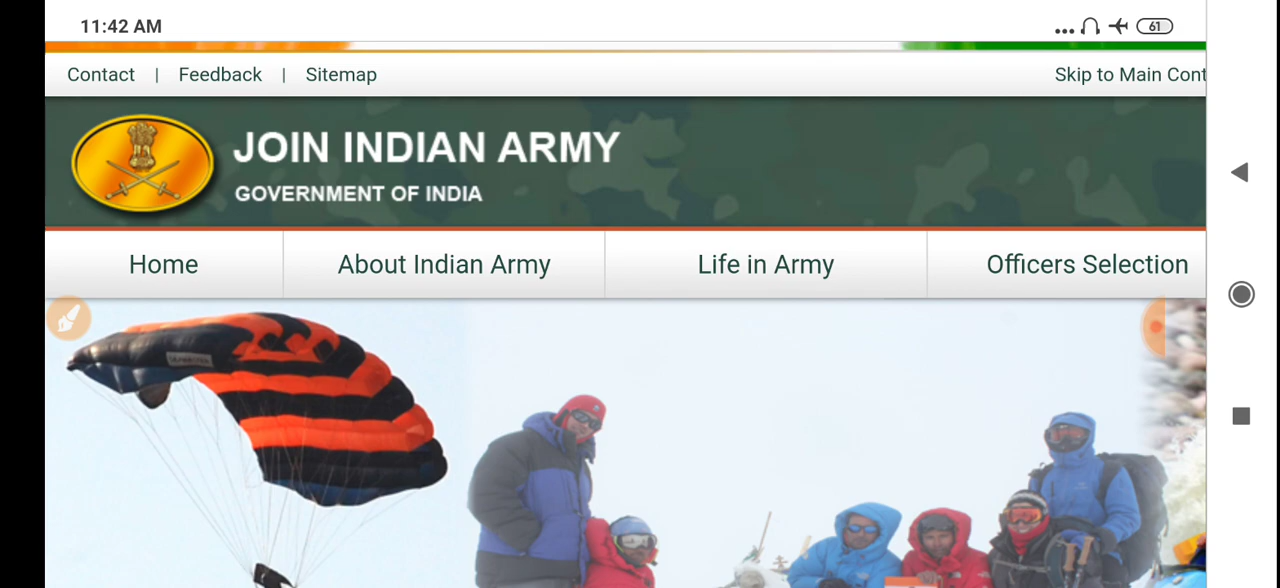 11:42 AM
61
Contact | Feedback | Sitemap
Skip to Main Cont
JOIN INDIAN ARMY
GOVERNMENT OF INDIA
Home
About Indian Army
Life in Army
Officers Selection